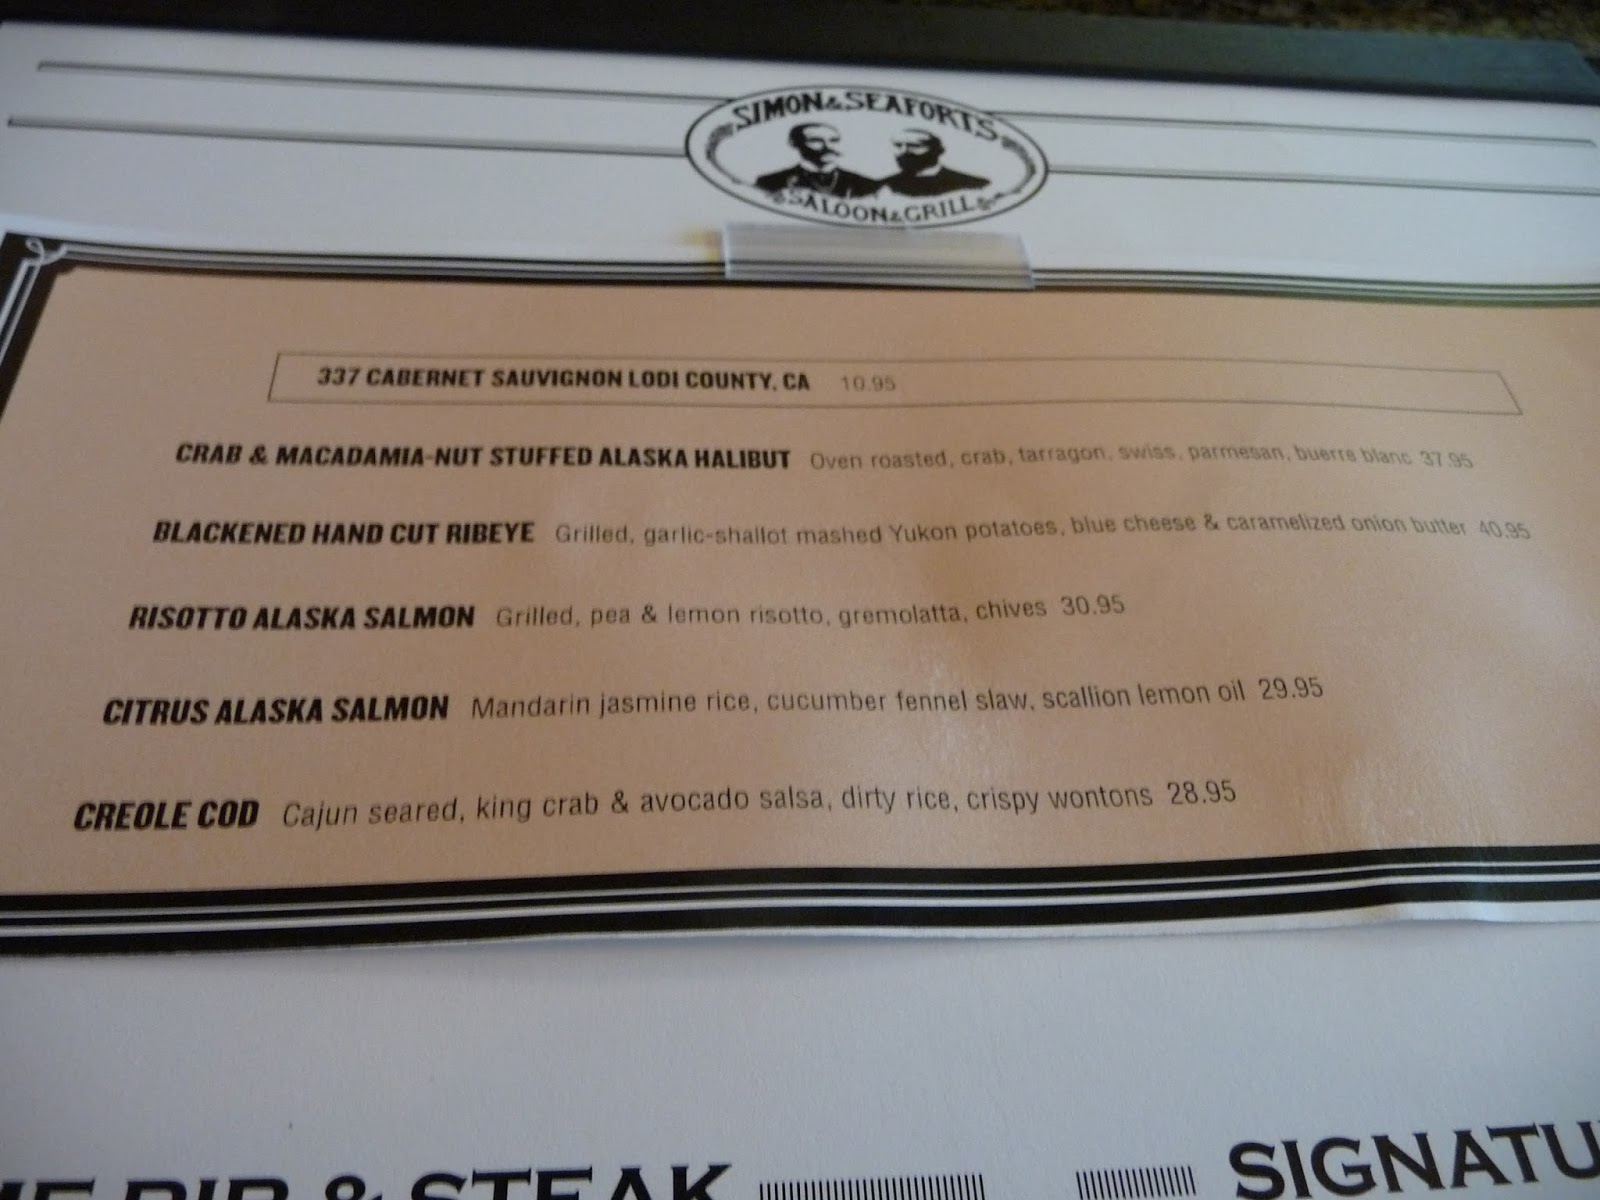 SIMON & SEAFORTS
SALOON & GRILL
337 CABERNET SAUVIGNON LODI COUNTY, CA 10.95
CRAB & MACADAMIA-NUT STUFFED ALASKA HALIBUT Oven roasted, crab, tarragon, swiss, parmesan, buerre blanc 37.95
BLACKENED HAND CUT RIBEYE Grilled, garlic-shallot mashed Yukon potatoes, blue cheese & caramelized onion butter 40.95
RISOTTO ALASKA SALMON Grilled, pea & lemon risotto, gremolatta, chives 30.95
CITRUS ALASKA SALMON Mandarin jasmine rice, cucumber fennel slaw, scallion lemon oil 29.95
CREOLE COD Cajun seared, king crab & avocado salsa, dirty rice, crispy wontons 28.95
RIB & STEAK
SIGNATU